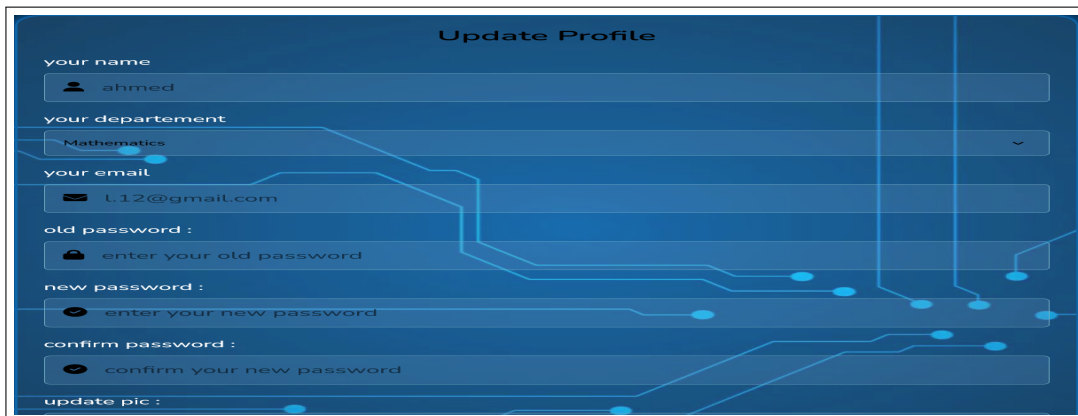 Update Profile
your name
ahmed
your departement
Mathematics
your email
l.12@gmail.com
old password :
enter your old password
new password :
enter your new password
confirm password :
confirm your new password
update pic :